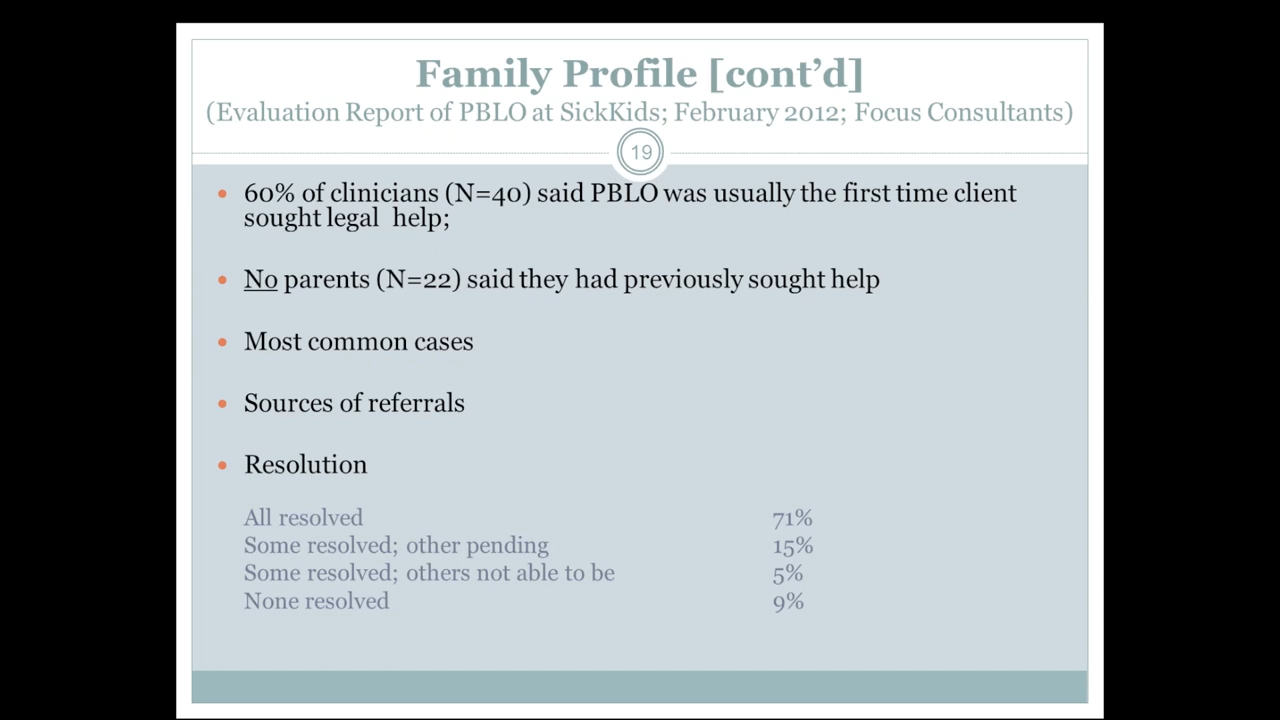 Family Profile [cont’d]
(Evaluation Report of PBLO at SickKids; February 2012; Focus Consultants)
19
• 60% of clinicians (N=40) said PBLO was usually the first time client
sought legal help;
• No parents (N=22) said they had previously sought help
• Most common cases
• Sources of referrals
• Resolution
All resolved 71%
Some resolved; other pending 15%
Some resolved; others not able to be 5%
None resolved 9%